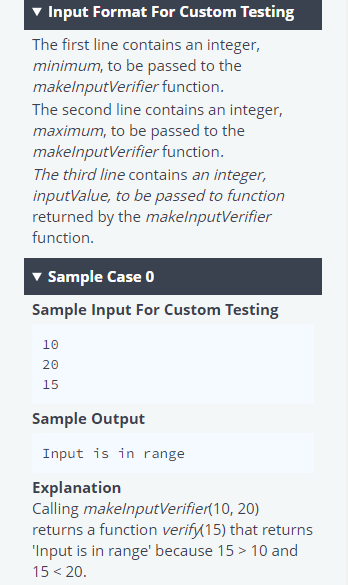 ▼ Input Format For Custom Testing
The first line contains an integer,
minimum, to be passed to the
makeInputVerifier function.
The second line contains an integer,
maximum, to be passed to the
makeInputVerifier function.
The third line contains an integer,
inputValue, to be passed to function
returned by the makeInputVerifier
function.
▼ Sample Case 0
Sample Input For Custom Testing
10
20
15
Sample Output
Input is in range
Explanation
Calling makeInputVerifier(10, 20)
returns a function verify(15) that returns
'Input is in range' because 15 > 10 and
15 < 20.